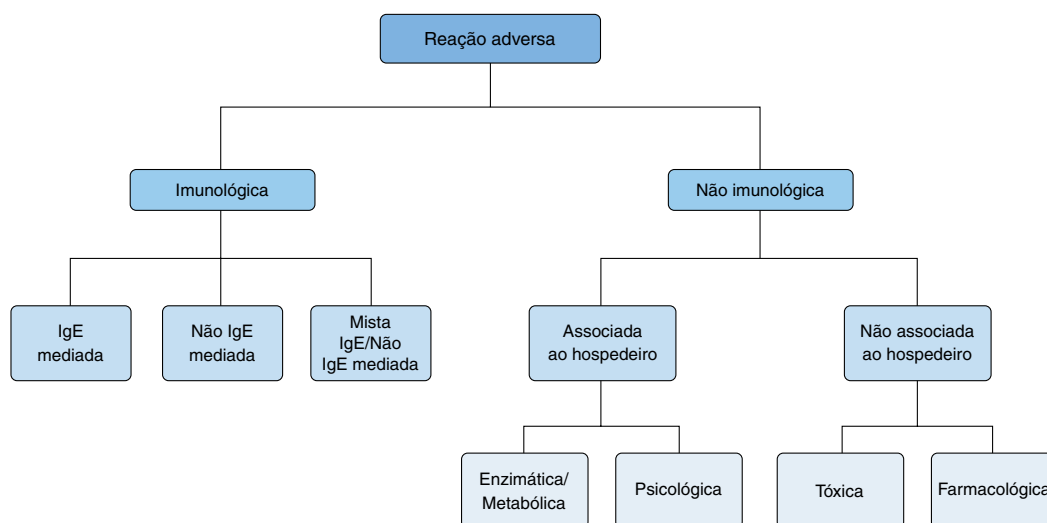 Reação adversa
Imunológica
Não imunológica
IgE
mediada
Não IgE
mediada
Mista
IgE/Não
IgE mediada
Associada
ao hospedeiro
Não associada
ao hospedeiro
Enzimática/
Metabólica
Psicológica
Tóxica
Farmacológica